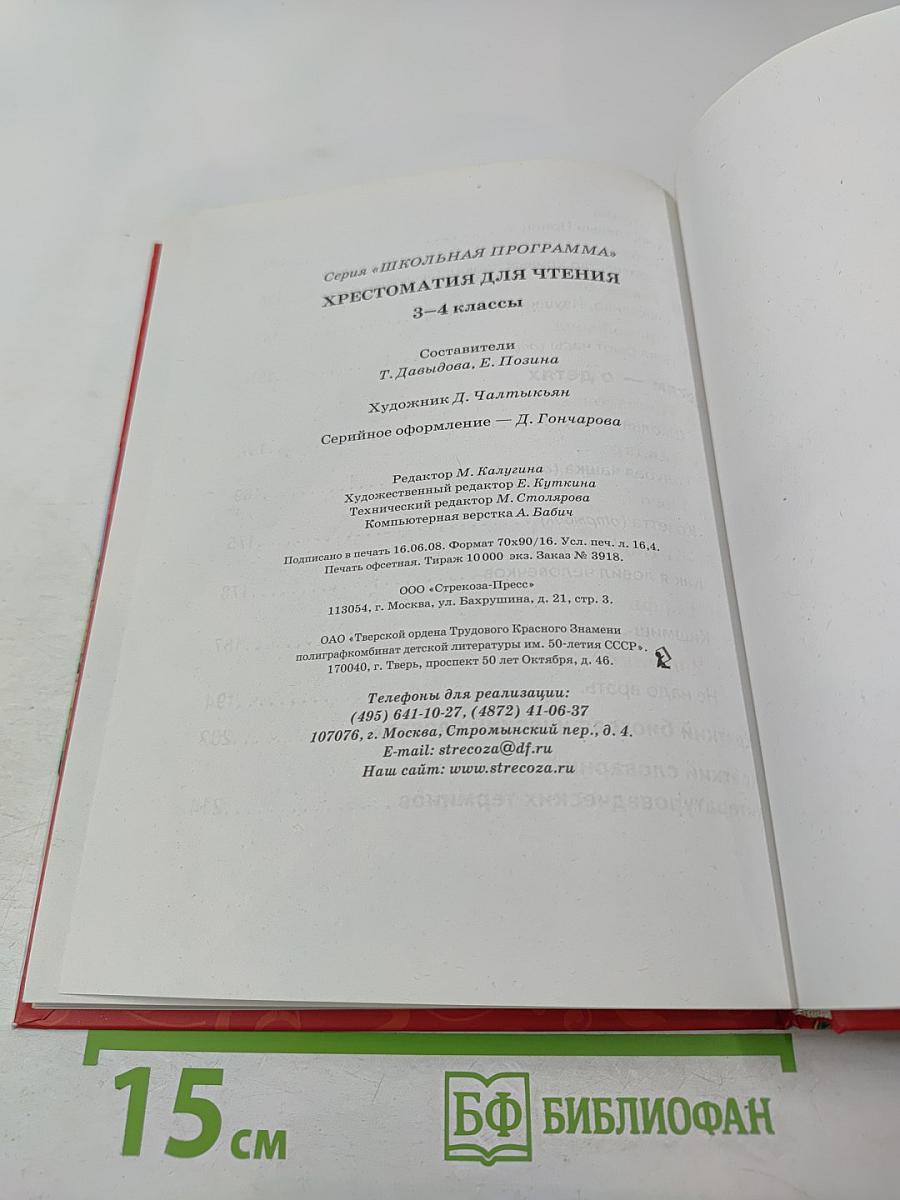 Серия «ШКОЛЬНАЯ ПРОГРАММА»
ХРЕСТОМАТИЯ ДЛЯ ЧТЕНИЯ
3—4 классы
Составители
Т. Давыдова, Е. Позина
Художник Д. Чалтыкьян
Серийное оформление — Д. Гончарова
Редактор М. Калугина
Художественный редактор Е. Куткина
Технический редактор М. Столярова
Компьютерная верстка А. Бабич
Подписано в печать 16.06.08. Формат 70х90/16. Усл. печ. л. 16,4.
Печать офсетная. Тираж 10 000 экз. Заказ № 3918.
ООО «Стрекоза-Пресс»
113054, г. Москва, ул. Бахрушина, д. 21, стр. 3.
ОАО «Тверской ордена Трудового Красного Знамени
полиграфкомбинат детской литературы им. 50-летия СССР».
170040, г. Тверь, проспект 50 лет Октября, д. 46.
Телефоны для реализации:
(495) 641-10-27, (4872) 41-06-37
107076, г. Москва, Стромынский пер., д. 4.
E-mail: strecoza@df.ru
Наш сайт: www.strecoza.ru
15 см
БФ БИБЛИОФАН